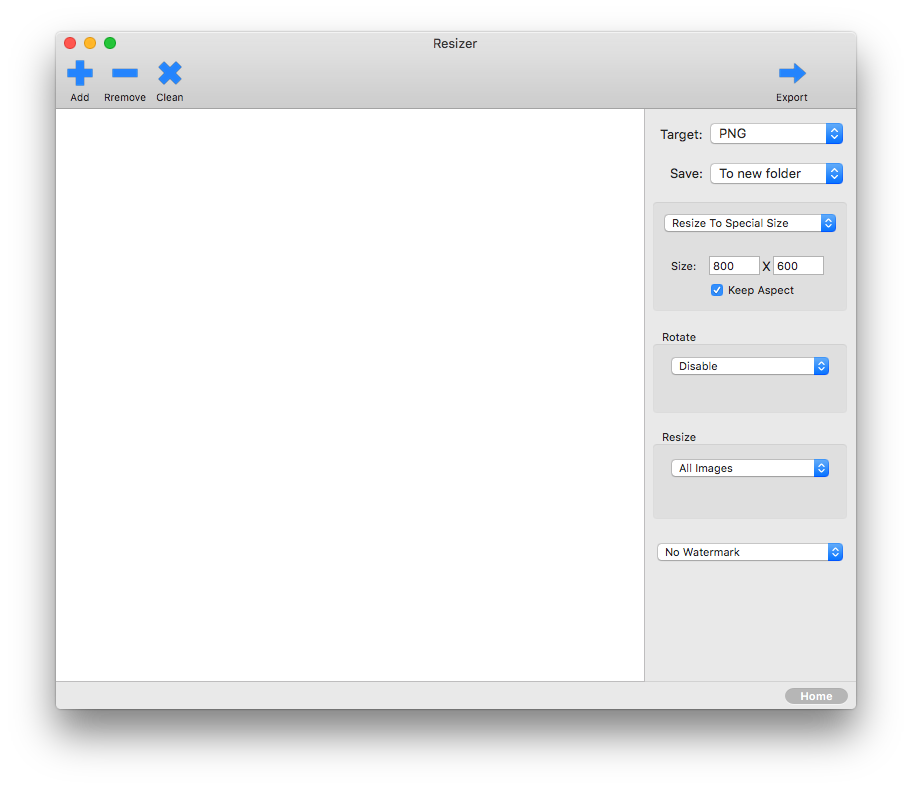 Resizer
Add Rremove Clean Export
Target: PNG
Save: To new folder
Resize To Special Size
Size: 800 X 600
Keep Aspect
Rotate
Disable
Resize
All Images
No Watermark
Home